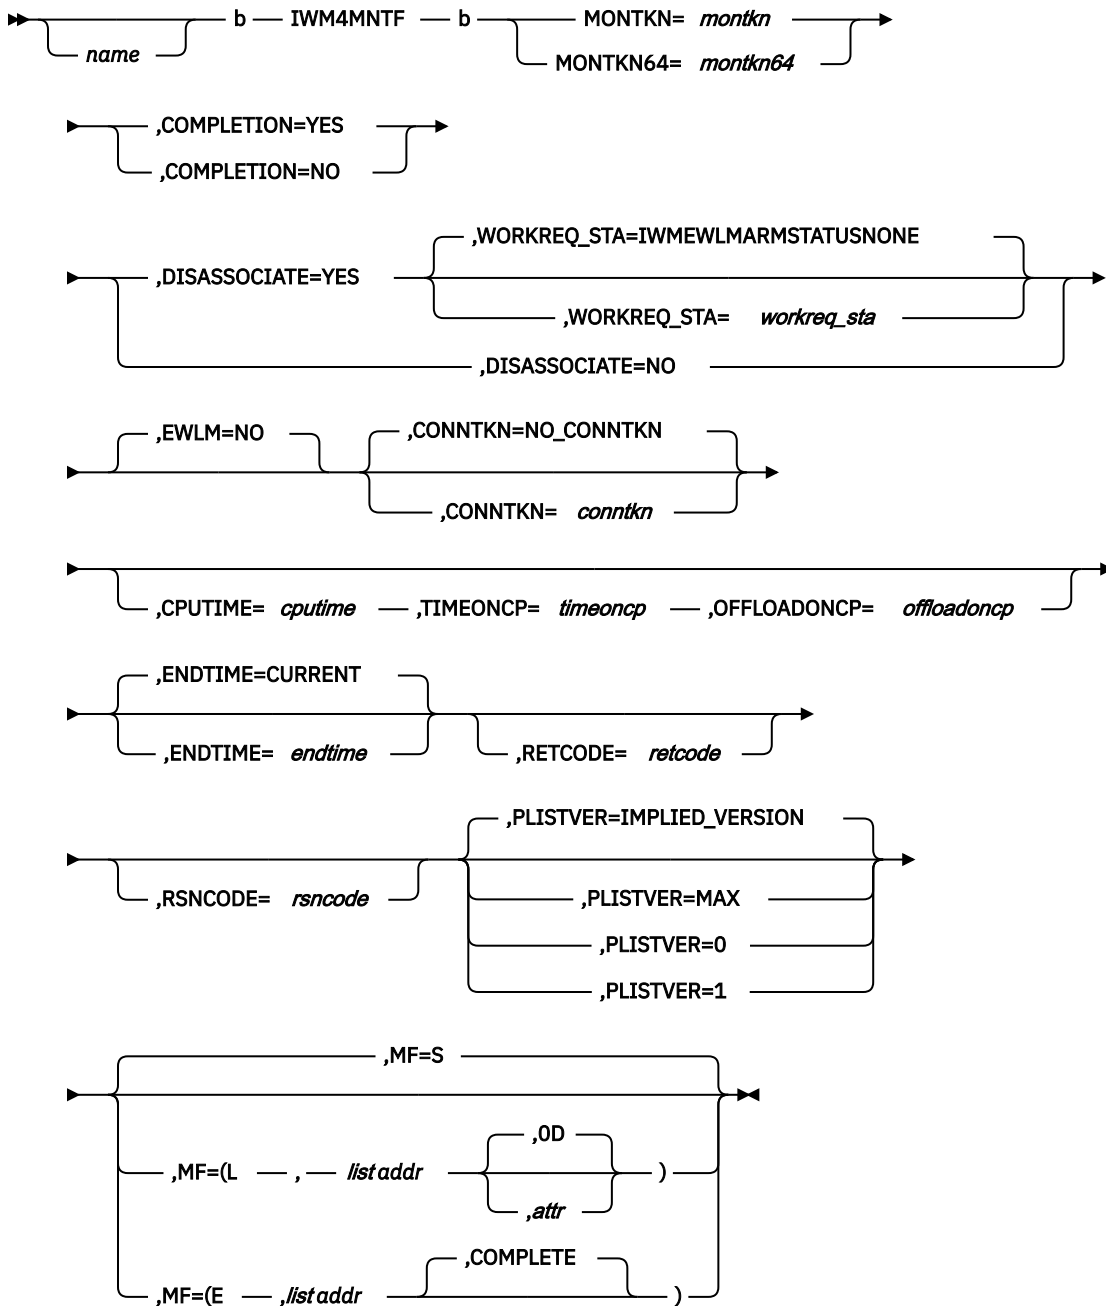 b IWM4MNTF b MONTKN= montkn
name
MONTKN64= montkn64
,COMPLETION=YES
,COMPLETION=NO
,WORKREQ_STA=IWMEWLMARMSTATUSNONE
,DISASSOCIATE=YES
,WORKREQ_STA= workreq_sta
,DISASSOCIATE=NO
,EWLM=NO ,CONNTKN=NO_CONNTKN
,CONNTKN= conntkn
,CPUTIME= cputime ,TIMEONCP= timeoncp ,OFFLOADONCP= offloadoncp
,ENDTIME=CURRENT
,ENDTIME= endtime ,RETCODE= retcode
,PLISTVER=IMPLIED_VERSION
,RSNCODE= rsncode ,PLISTVER=MAX
,PLISTVER=0
,PLISTVER=1
,MF=S
,0D
,MF=(L , list addr )
,attr
,COMPLETE
,MF=(E ,list addr )